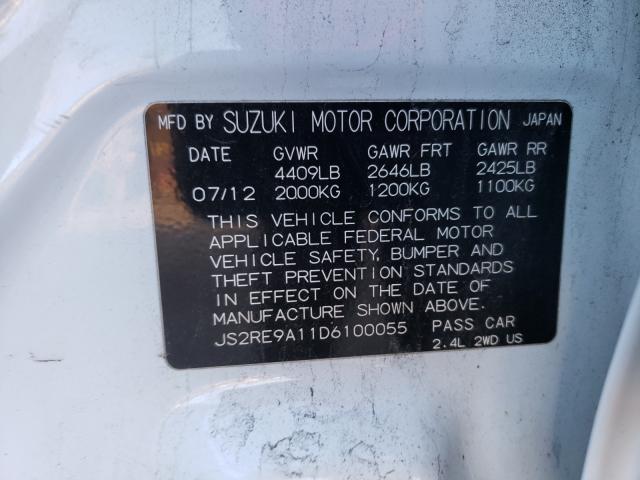 MFD BY SUZUKI MOTOR CORPORATION JAPAN
DATE GVWR GAWR FRT GAWR RR
4409LB 2646LB 2425LB
07/12 2000KG 1200KG 1100KG
THIS VEHICLE CONFORMS TO ALL
APPLICABLE FEDERAL MOTOR
VEHICLE SAFETY, BUMPER AND
THEFT PREVENTION STANDARDS
IN EFFECT ON THE DATE OF
MANUFACTURE SHOWN ABOVE.
JS2RE9A11D6100055 PASS CAR
2.4L 2WD US